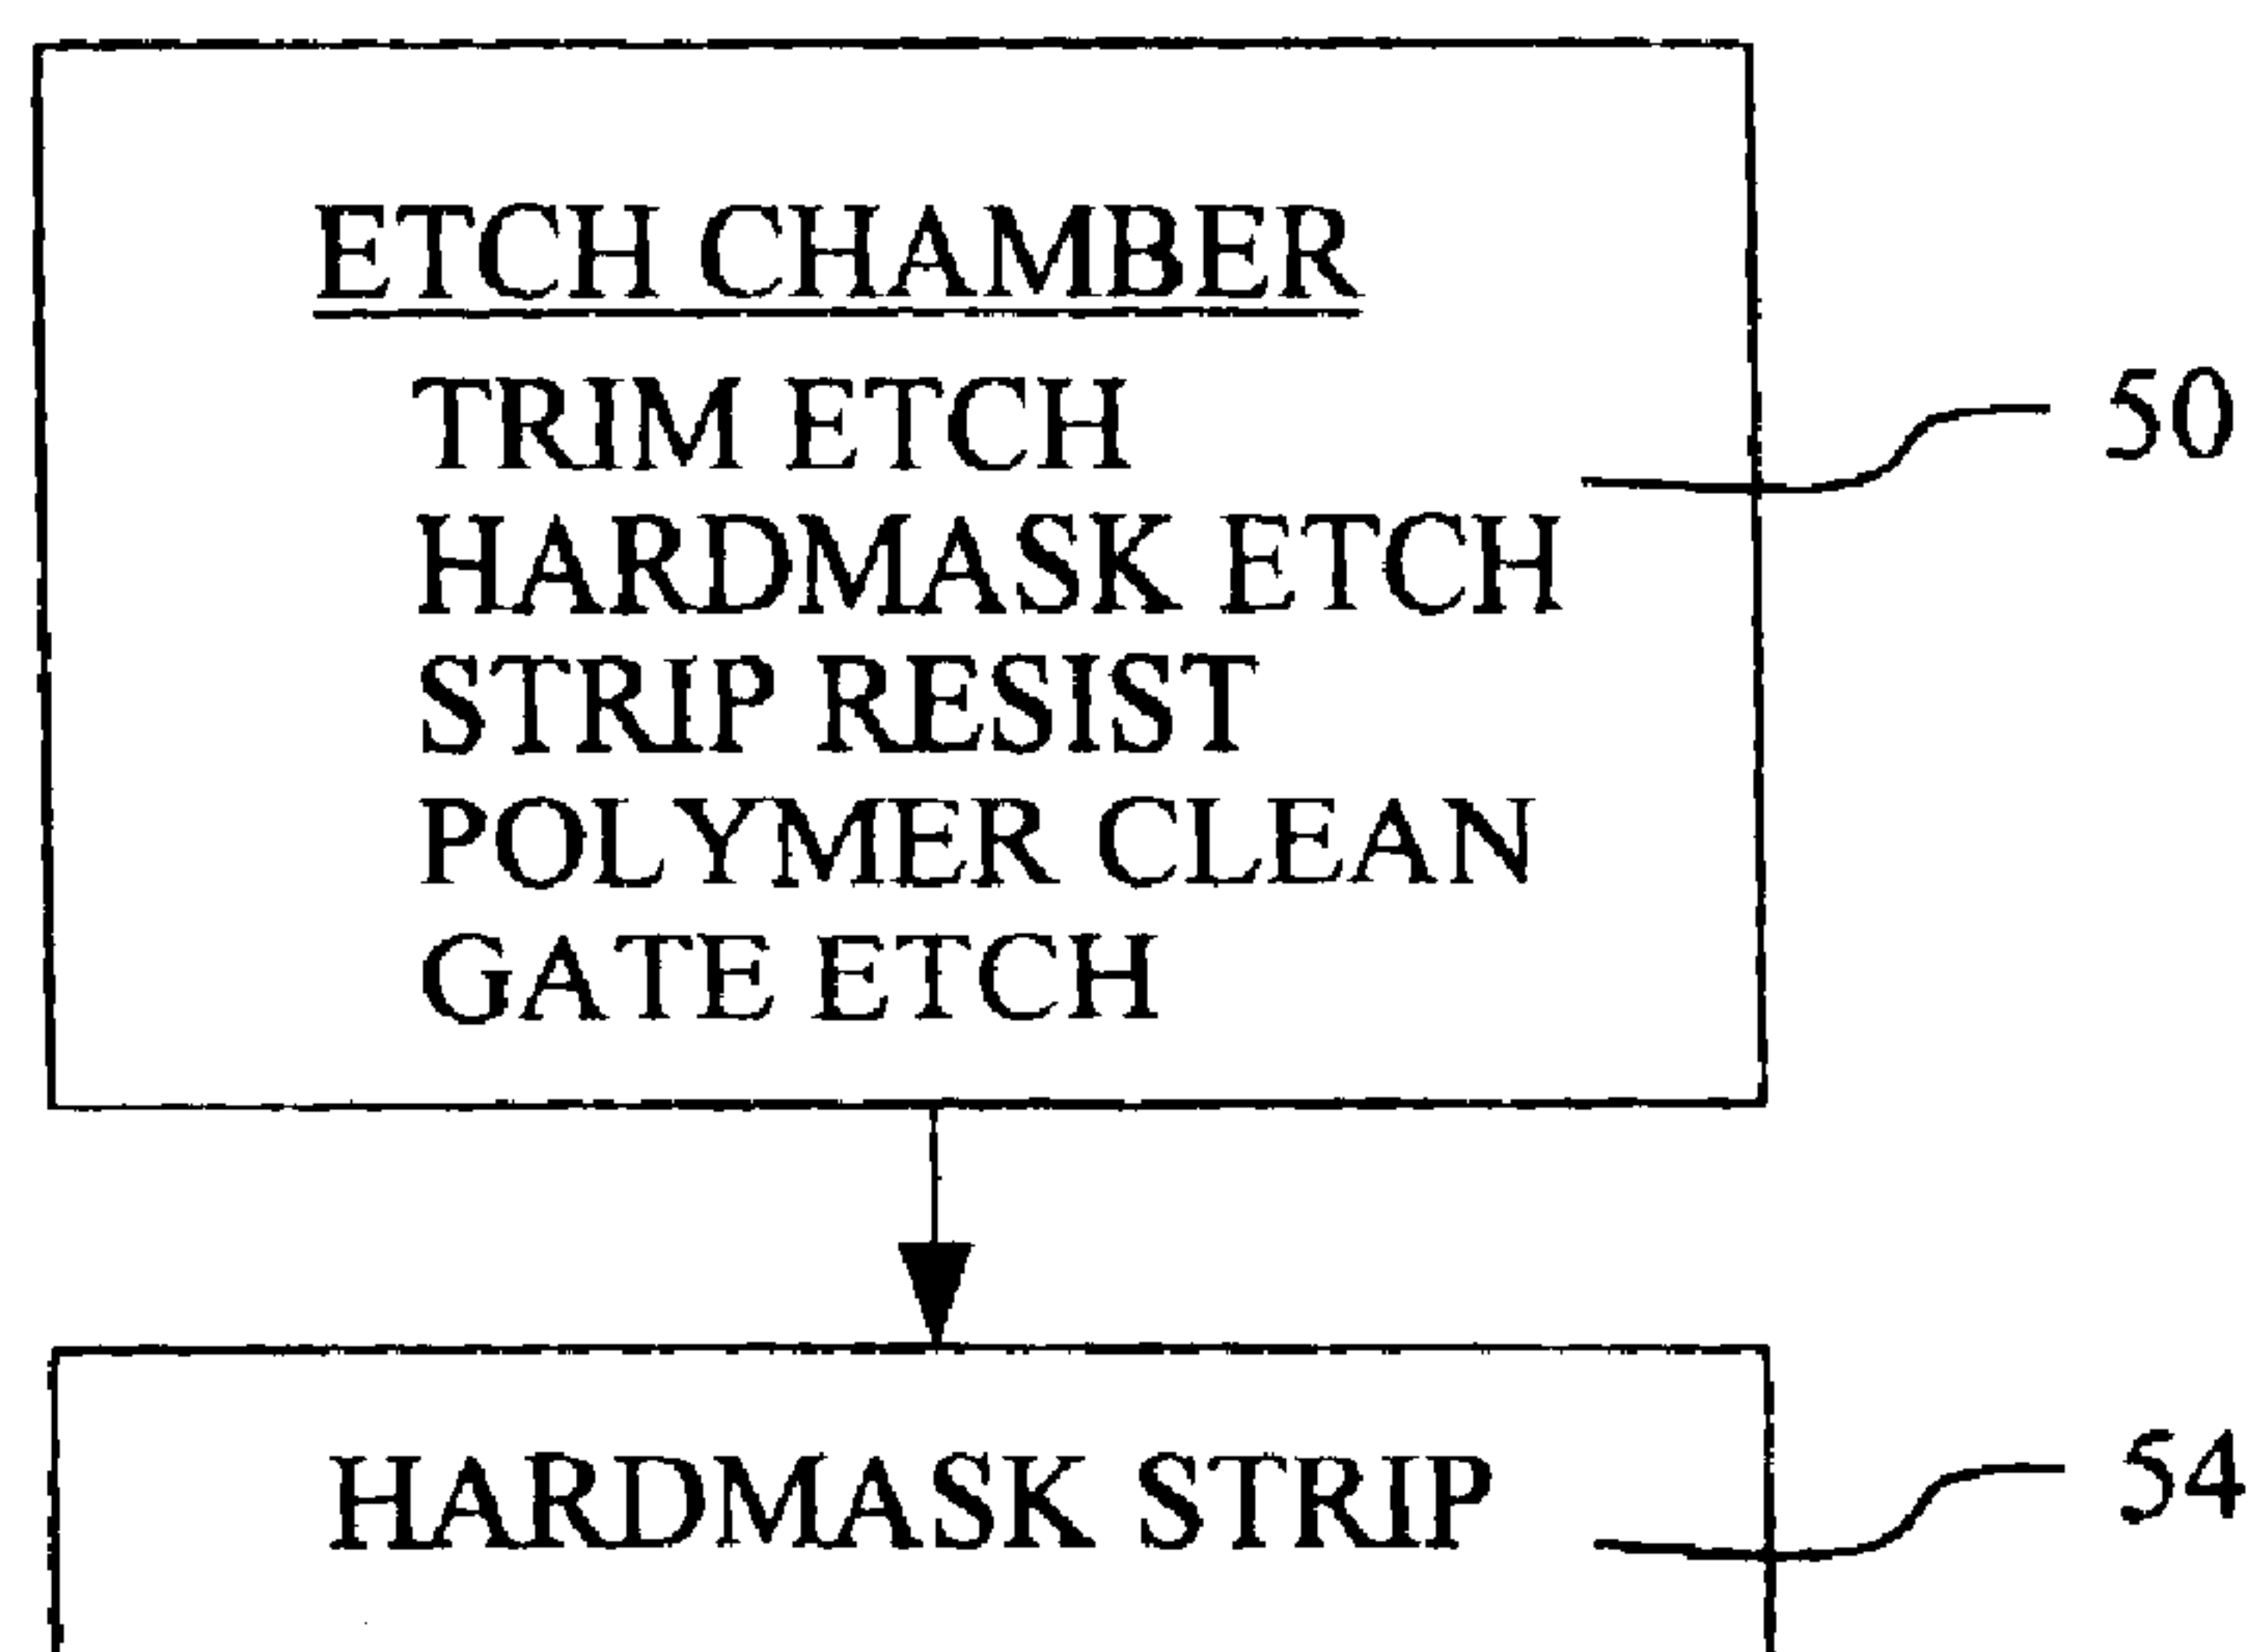 ETCH CHAMBER
TRIM ETCH
50
HARDMASK ETCH
STRIP RESIST
POLYMER CLEAN
GATE ETCH
HARDMASK STRIP
54